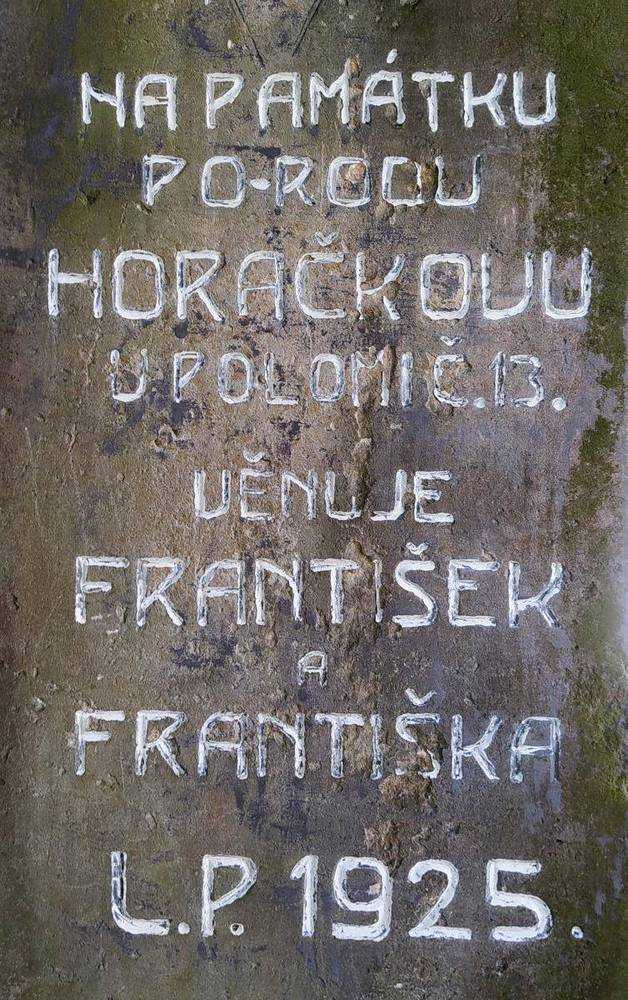 NA PAMÁTKU
PO-RODU
HORAČKOVU
V POLOMI Č.13.
VĚNUJE
FRANTIŠEK
A
FRANTIŠKA
L.P. 1925.